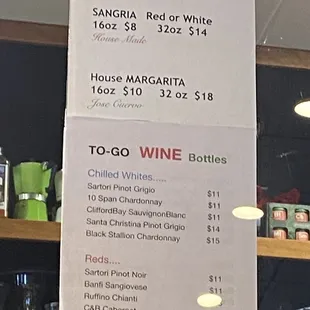 SANGRIA Red or White
16oz $8 32oz $14
House Made
House MARGARITA
16oz $10 32 oz $18
Jose Cuervo
TO-GO WINE Bottles
Chilled Whites.....
Sartori Pinot Grigio $11
10 Span Chardonnay $11
CliffordBay SauvignonBlanc $11
Santa Christina Pinot Grigio $14
Black Stallion Chardonnay $15
Reds....
Sartori Pinot Noir $11
Banfi Sangiovese $11
Ruffino Chianti
C&B Cabernet